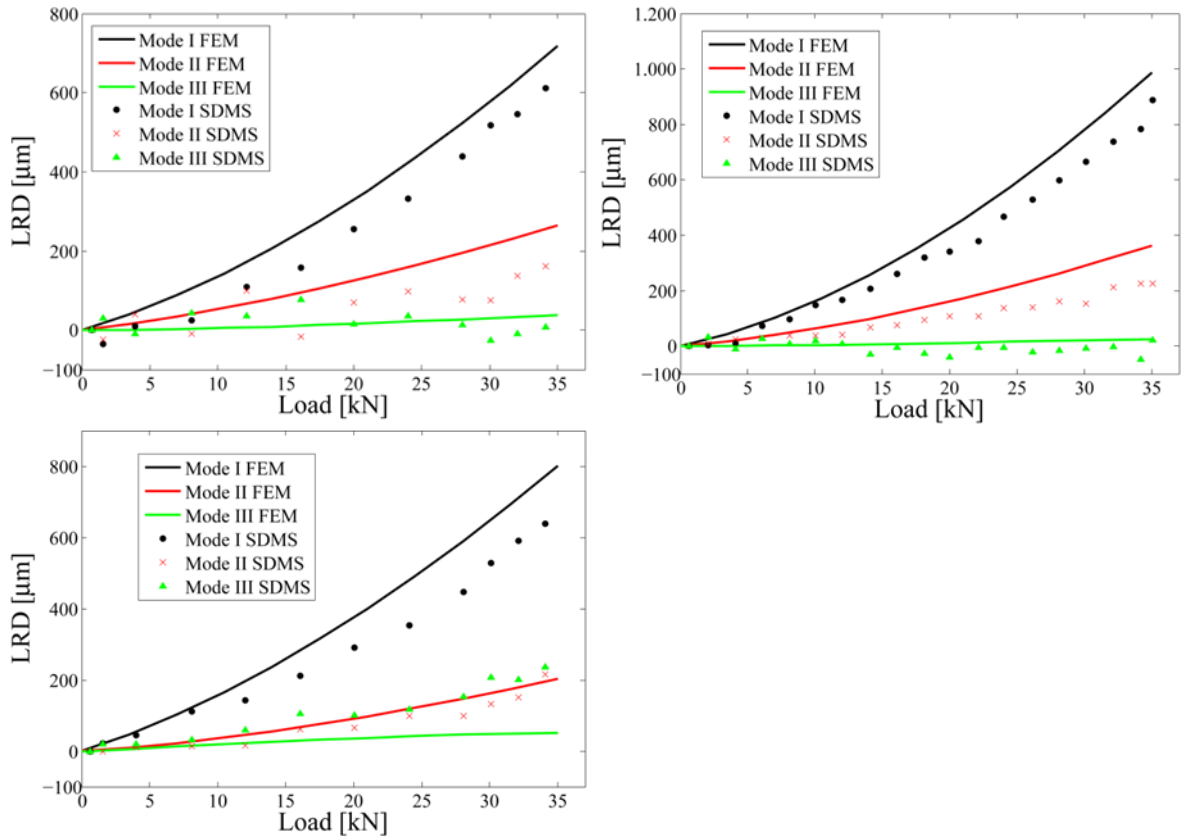 800
600
400
200
0
−100
LRD [µm]
Mode I FEM
Mode II FEM
Mode III FEM
Mode I SDMS
Mode II SDMS
Mode III SDMS
0 5 10 15 20 25 30 35
Load [kN]
1.200
1.000
800
600
400
200
0
−100
LRD [µm]
Mode I FEM
Mode II FEM
Mode III FEM
Mode I SDMS
Mode II SDMS
Mode III SDMS
0 5 10 15 20 25 30 35
Load [kN]
800
600
400
200
0
−100
LRD [µm]
Mode I FEM
Mode II FEM
Mode III FEM
Mode I SDMS
Mode II SDMS
Mode III SDMS
0 5 10 15 20 25 30 35
Load [kN]